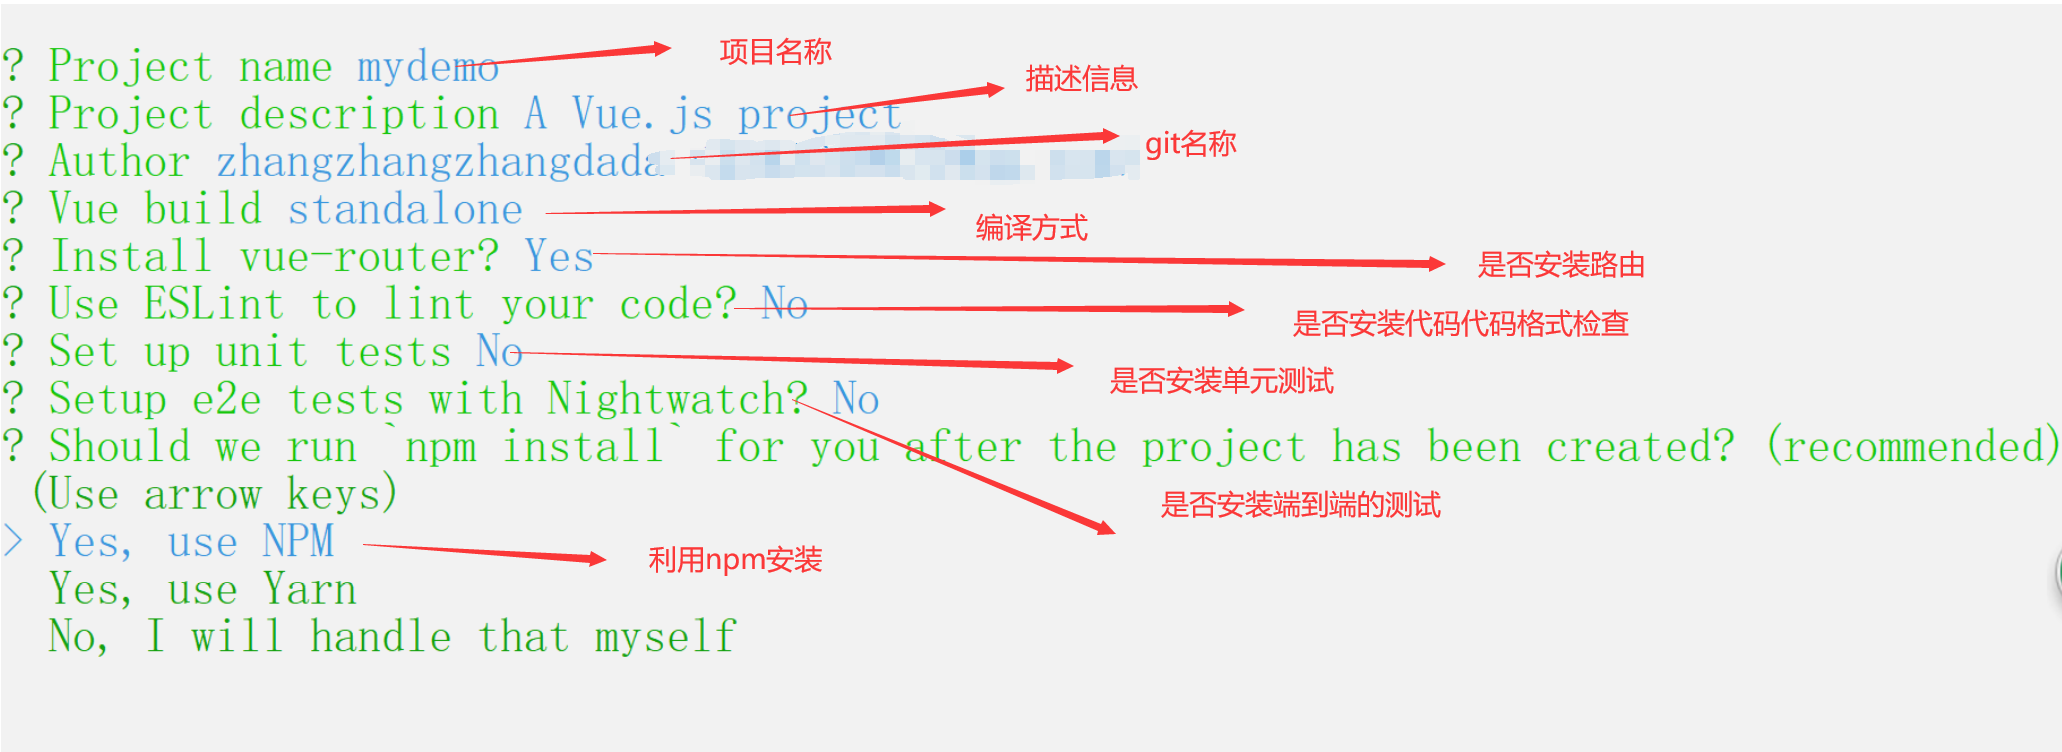 ? Project name mydemo 项目名称
? Project description A Vue.js project 描述信息
? Author zhangzhangzhangdada git名称
? Vue build standalone 编译方式
? Install vue-router? Yes 是否安装路由
? Use ESLint to lint your code? No 是否安装代码代码格式检查
? Set up unit tests No 是否安装单元测试
? Setup e2e tests with Nightwatch? No
? Should we run `npm install` for you after the project has been created? (recommended)
(Use arrow keys) 是否安装端到端的测试
> Yes, use NPM 利用npm安装
Yes, use Yarn
No, I will handle that myself